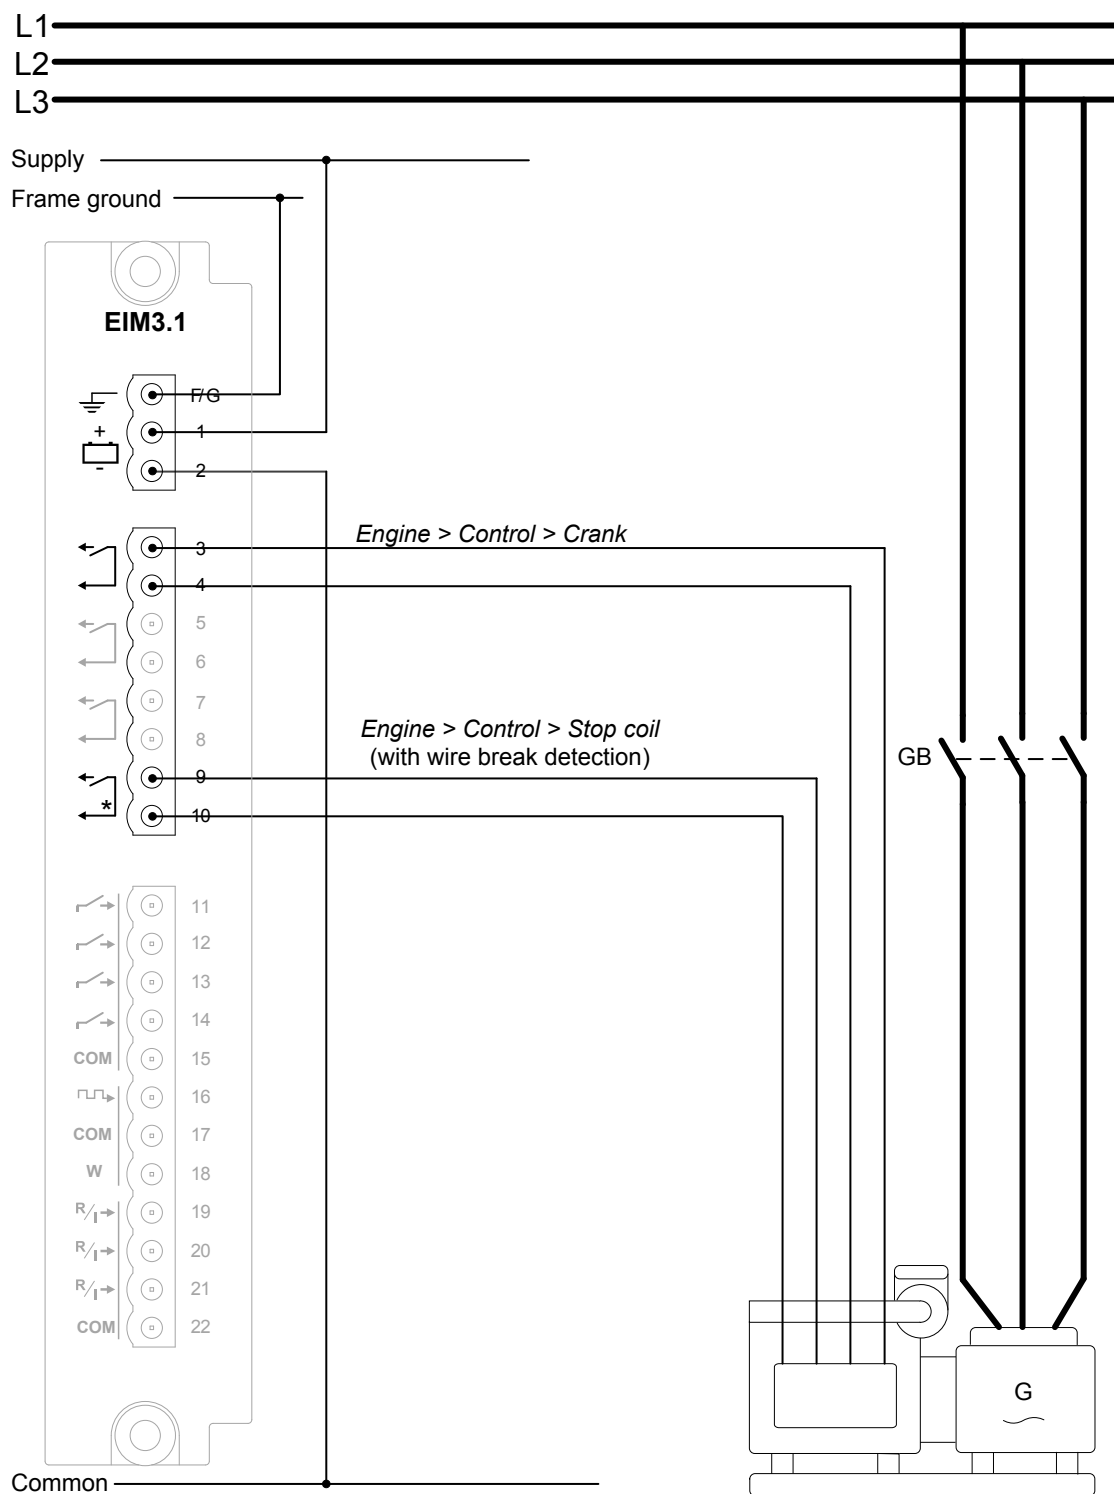 L1
L2
L3
Supply
Frame ground
EIM3.1
F/G
+
1
-
2
Engine > Control > Crank
3
4
5
6
7
8
Engine > Control > Stop coil
(with wire break detection)
GB
9
*
10
11
12
13
14
COM 15
16
COM 17
W 18
R/I 19
R/I 20
R/I 21
COM 22
G
Common